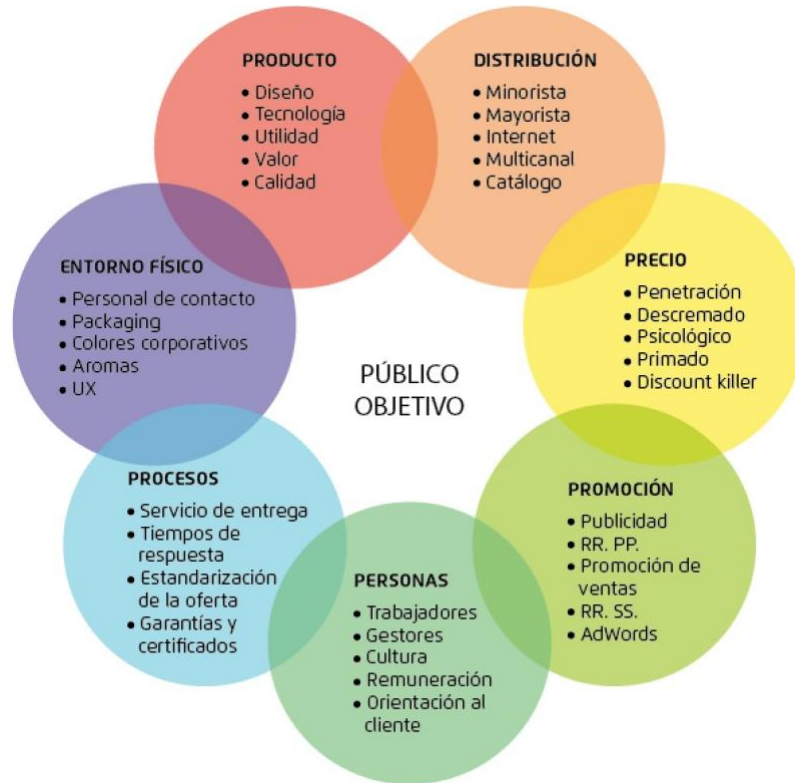 PRODUCTO
• Diseño
• Tecnología
• Utilidad
• Valor
• Calidad
DISTRIBUCIÓN
• Minorista
• Mayorista
• Internet
• Multicanal
• Catálogo
ENTORNO FÍSICO
• Personal de contacto
• Packaging
• Colores corporativos
• Aromas
• UX
PRECIO
• Penetración
• Descremado
• Psicológico
• Primado
• Discount killer
PÚBLICO
OBJETIVO
PROCESOS
• Servicio de entrega
• Tiempos de
respuesta
• Estandarización
de la oferta
• Garantías y
certificados
PERSONAS
• Trabajadores
• Gestores
• Cultura
• Remuneración
• Orientación al
cliente
PROMOCIÓN
• Publicidad
• RR. PP.
• Promoción de
ventas
• RR. SS.
• AdWords